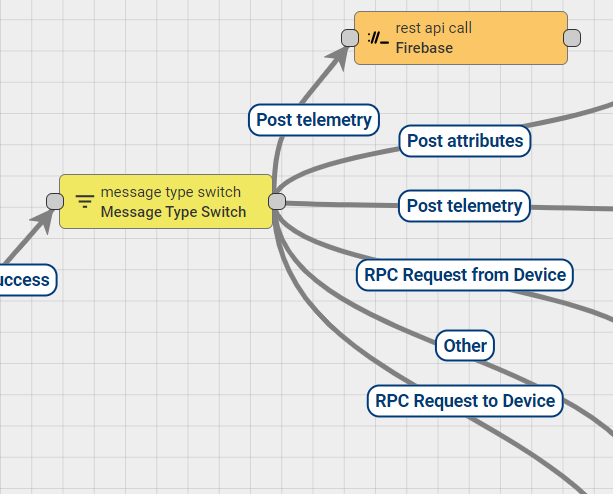 rest api call
Firebase
Post telemetry
Post attributes
message type switch
Message Type Switch
Post telemetry
RPC Request from Device
Other
RPC Request to Device